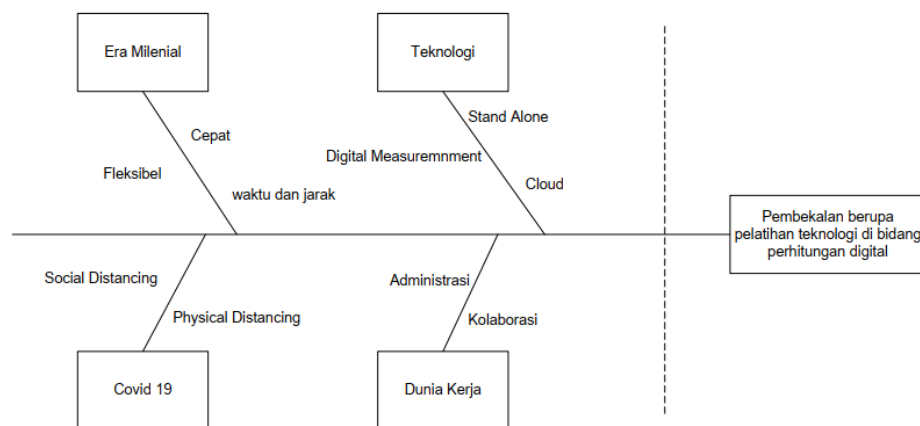 Era Milenial
Teknologi
Stand Alone
Cepat
Digital Measuremnment
Fleksibel
Cloud
waktu dan jarak
Pembekalan berupa
pelatihan teknologi di bidang
perhitungan digital
Social Distancing
Administrasi
Physical Distancing
Kolaborasi
Covid 19
Dunia Kerja